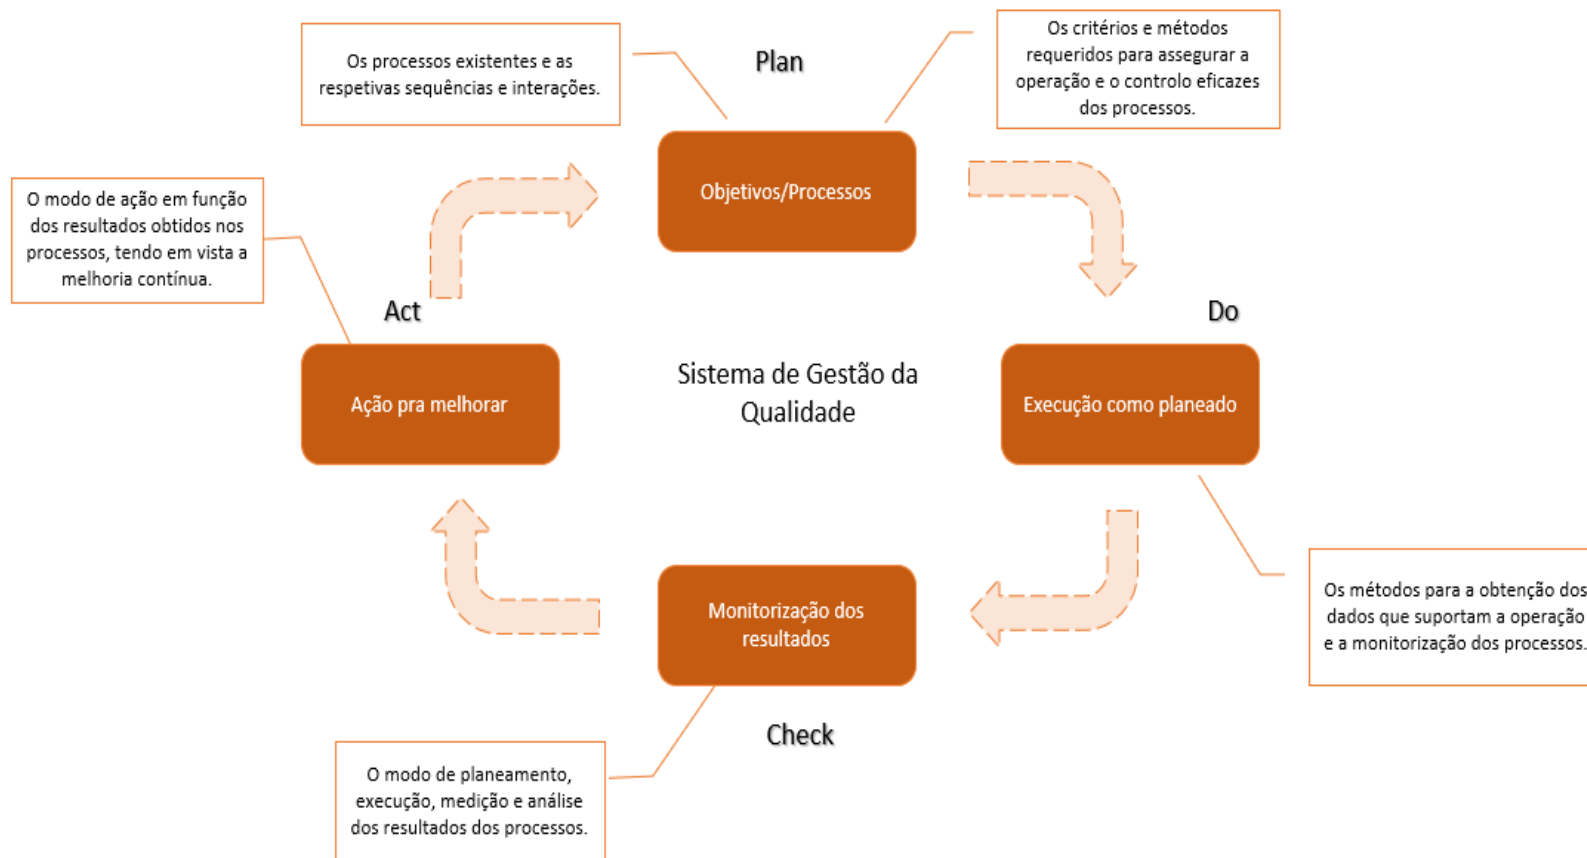 Os processos existentes e as
respetivas sequências e interações.
Plan
Os critérios e métodos
requeridos para assegurar a
operação e o controlo eficazes
dos processos.
Objetivos/Processos
O modo de ação em função
dos resultados obtidos nos
processos, tendo em vista a
melhoria contínua.
Act
Do
Ação pra melhorar
Sistema de Gestão da
Qualidade
Execução como planeado
Monitorização dos
resultados
Os métodos para a obtenção dos
dados que suportam a operação
e a monitorização dos processos.
Check
O modo de planeamento,
execução, medição e análise
dos resultados dos processos.